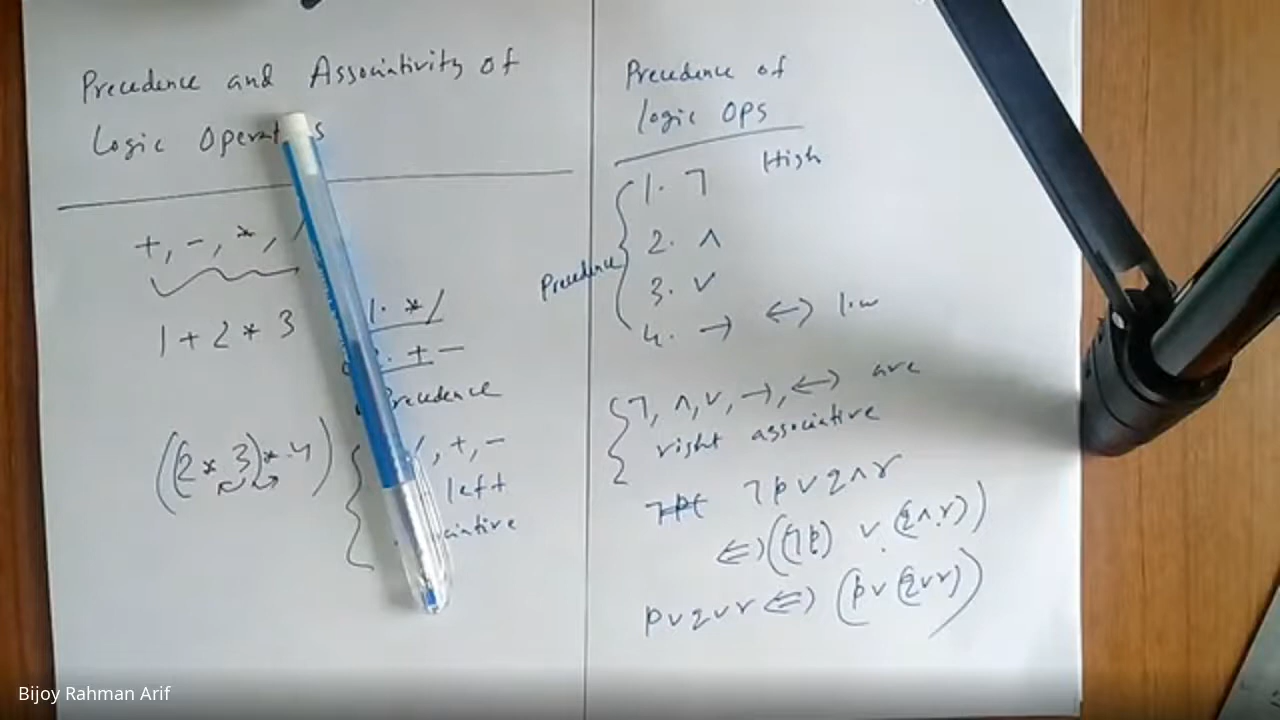 Precedence and Associativity of
Logic Operat s
+, -, *, /
1 + 2 * 3
1. * /
. + -
Precedence
((2 * 3) * 4)
/, +, -
left
Precedence of
logic OPS
1. ¬ High
2. ∧
3. ∨
4. → ↔ low
Precedence
¬, ∧, ∨, →, ↔ are
right associative
¬p ∨ q ∧ r
⇔ ((¬p) ∨ (q ∧ r))
p ∨ q ∨ r ⇔ (p ∨ (q ∨ r))
Bijoy Rahman Arif